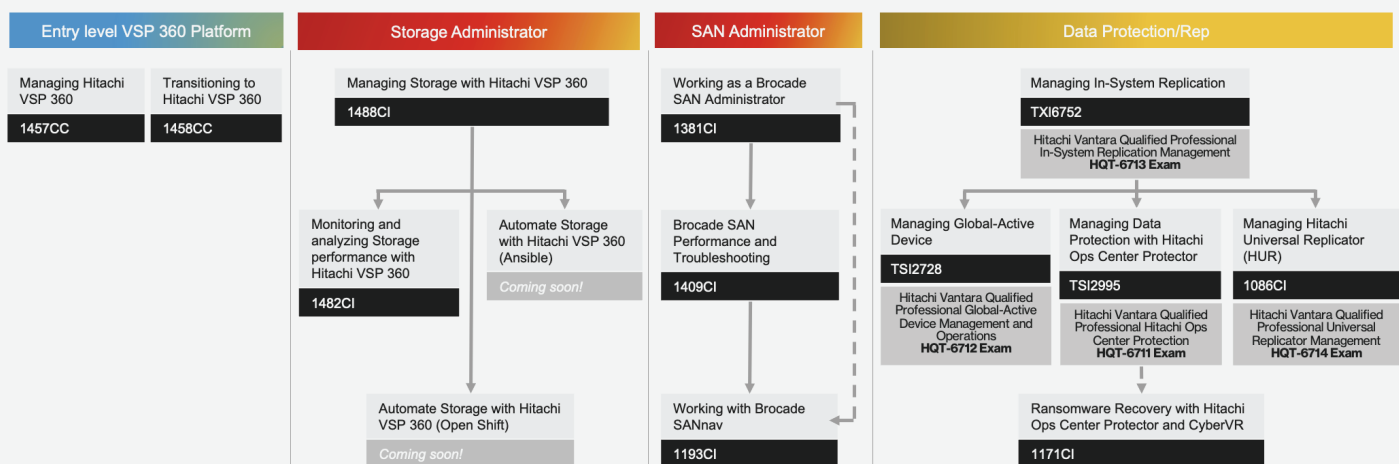 Entry level VSP 360 Platform
Managing Hitachi
VSP 360
1457CC
Transitioning to
Hitachi VSP 360
1458CC
Storage Administrator
Managing Storage with Hitachi VSP 360
1488CI
Monitoring and
analyzing Storage
performance with
Hitachi VSP 360
1482CI
Automate Storage
with Hitachi VSP 360
(Ansible)
Coming soon!
Automate Storage with Hitachi
VSP 360 (Open Shift)
Coming soon!
SAN Administrator
Working as a Brocade
SAN Administrator
1381CI
Brocade SAN
Performance and
Troubleshooting
1409CI
Working with Brocade
SANnav
1193CI
Data Protection/Rep
Managing In-System Replication
TXI6752
Hitachi Vantara Qualified Professional
In-System Replication Management
HQT-6713 Exam
Managing Global-Active
Device
TSI2728
Hitachi Vantara Qualified
Professional Global-Active
Device Management and
Operations
HQT-6712 Exam
Managing Data
Protection with Hitachi
Ops Center Protector
TSI2995
Hitachi Vantara Qualified
Professional Hitachi Ops
Center Protection
HQT-6711 Exam
Managing Hitachi
Universal Replicator
(HUR)
1086CI
Hitachi Vantara Qualified
Professional Universal
Replicator Management
HQT-6714 Exam
Ransomware Recovery with Hitachi
Ops Center Protector and CyberVR
1171CI